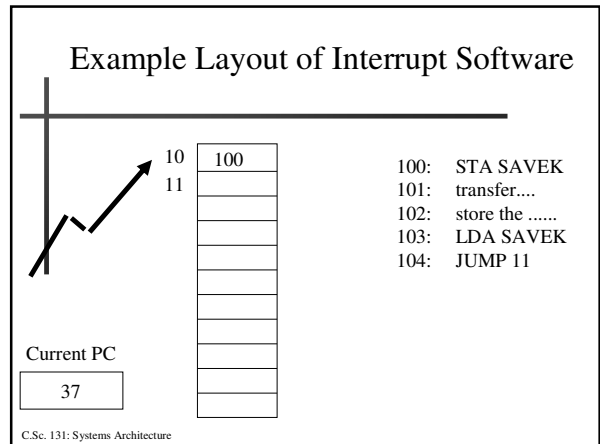 Example Layout of Interrupt Software
10 100
11
100: STA SAVEK
101: transfer....
102: store the ......
103: LDA SAVEK
104: JUMP 11
Current PC
37
C.Sc. 131: Systems Architecture